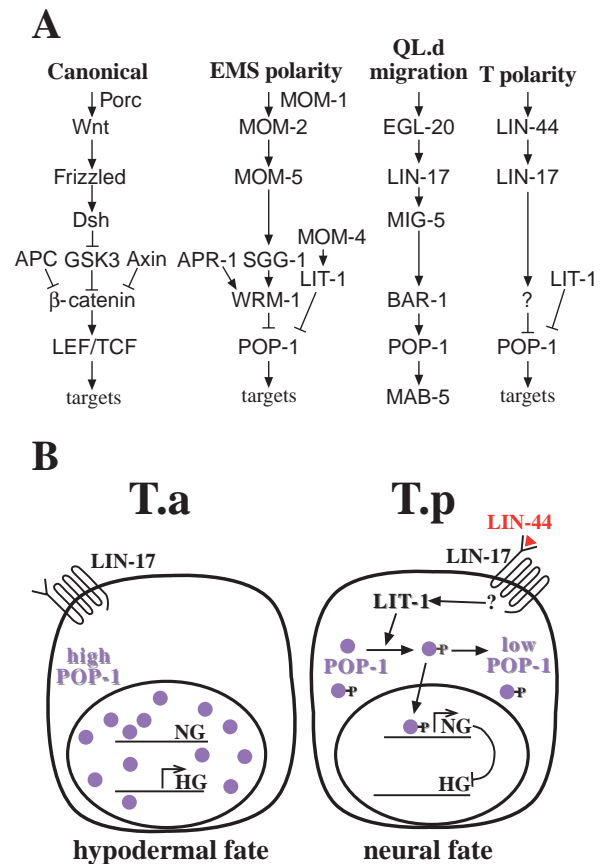 A
Canonical
Porc
Wnt
Frizzled
Dsh
APC GSK3 Axin
β-catenin
LEF/TCF
targets
EMS polarity
MOM-1
MOM-2
MOM-5
MOM-4
APR-1 SGG-1
LIT-1
WRM-1
POP-1
targets
QL.d
migration
EGL-20
LIN-17
MIG-5
BAR-1
POP-1
MAB-5
T polarity
LIN-44
LIN-17
?
LIT-1
POP-1
targets
B
T.a
LIN-17
high
POP-1
NG
HG
hypodermal fate
T.p
LIN-44
LIN-17
LIT-1 ?
P
POP-1
low
POP-1
P
P
P NG
HG
neural fate